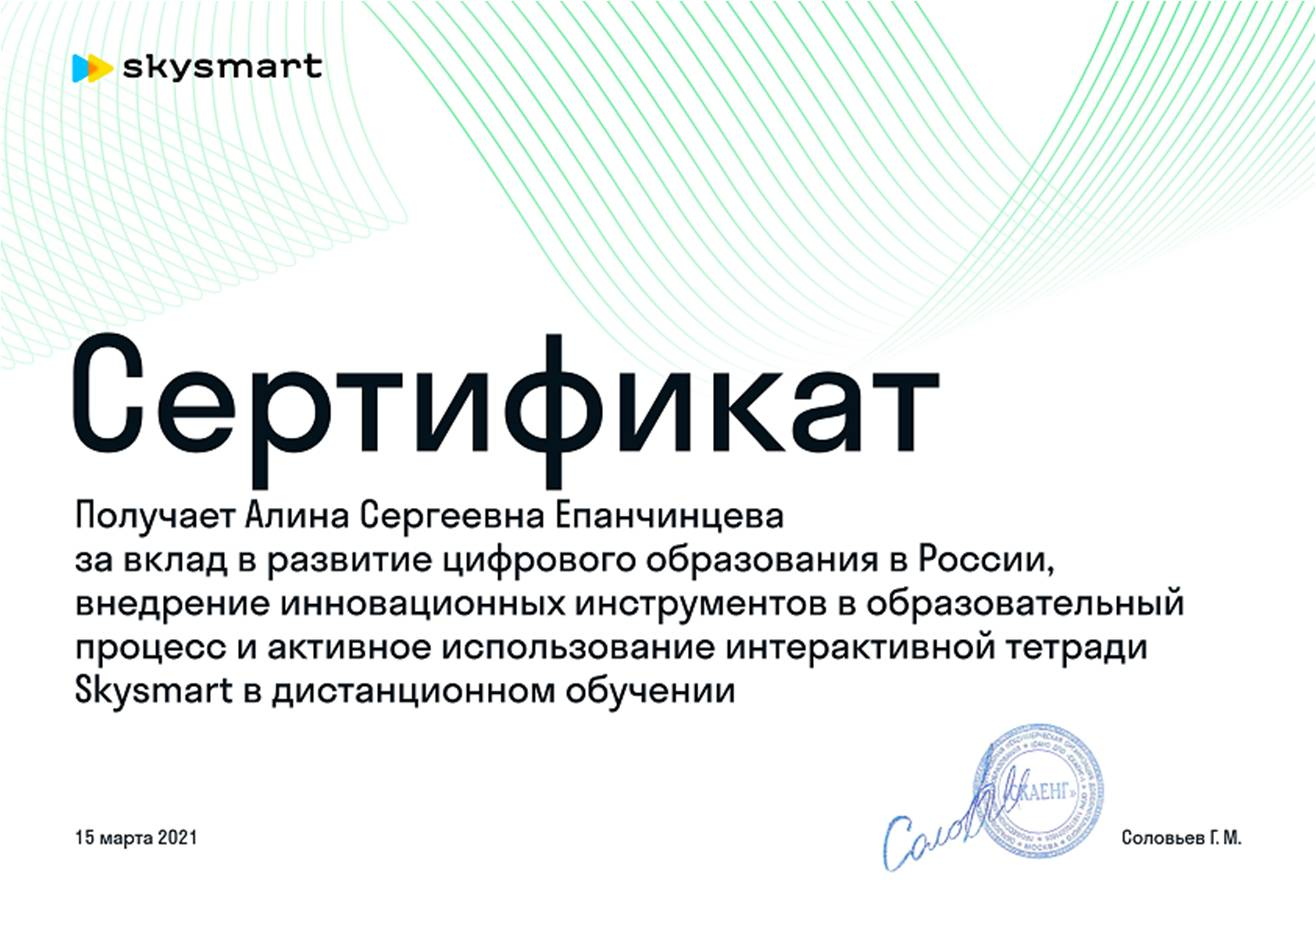 skysmart
Сертификат
Получает Алина Сергеевна Епанчинцева
за вклад в развитие цифрового образования в России,
внедрение инновационных инструментов в образовательный
процесс и активное использование интерактивной тетради
Skysmart в дистанционном обучении
15 марта 2021
Соловьев Г. М.